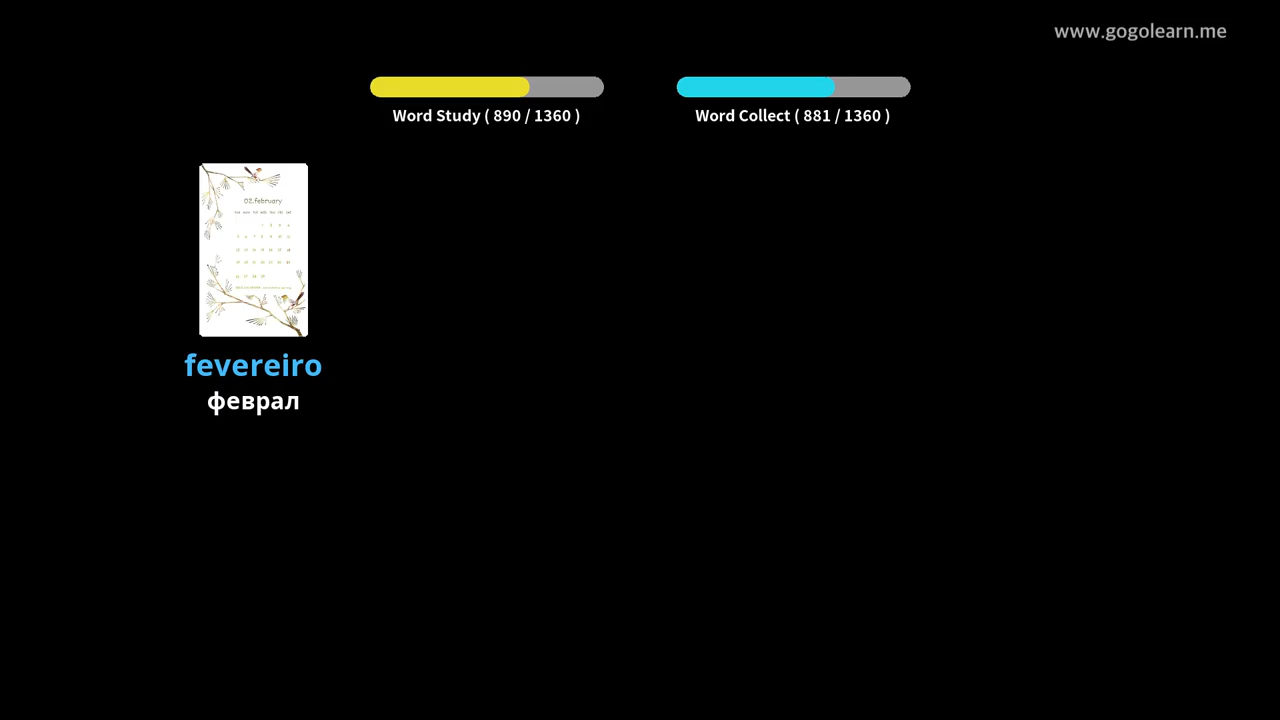 www.gogolearn.me
Word Study ( 890 / 1360 )
Word Collect ( 881 / 1360 )
02.february
fevereiro
феврал